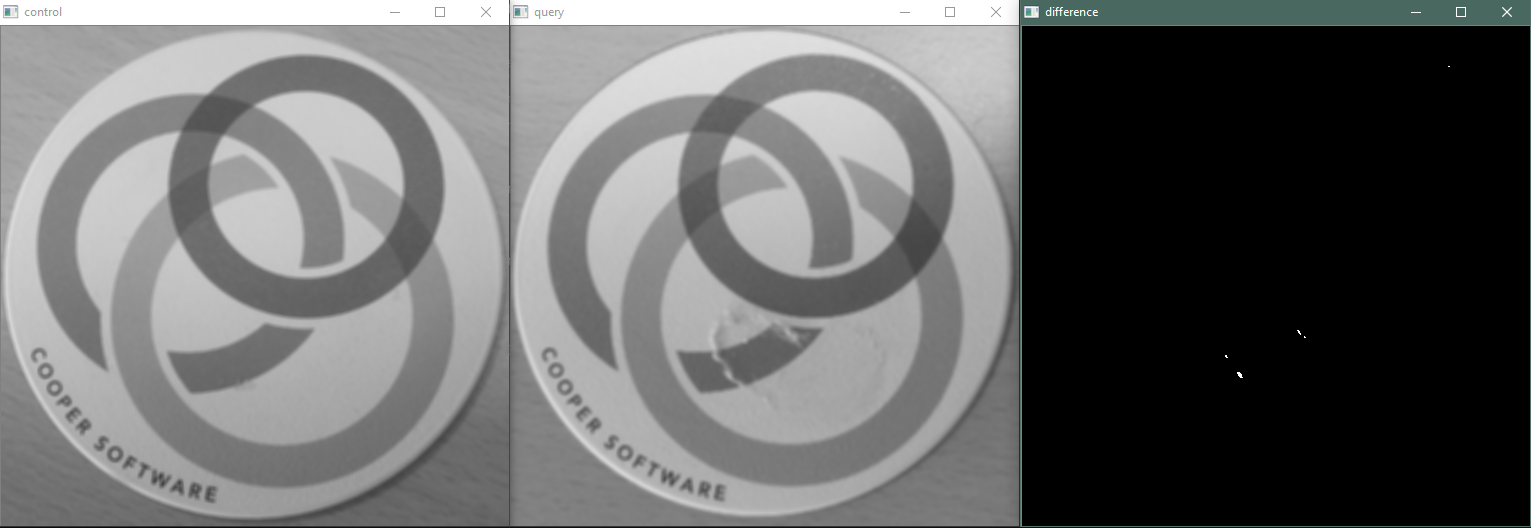 control
query
difference
COOPER SOFTWARE
COOPER SOFTWARE